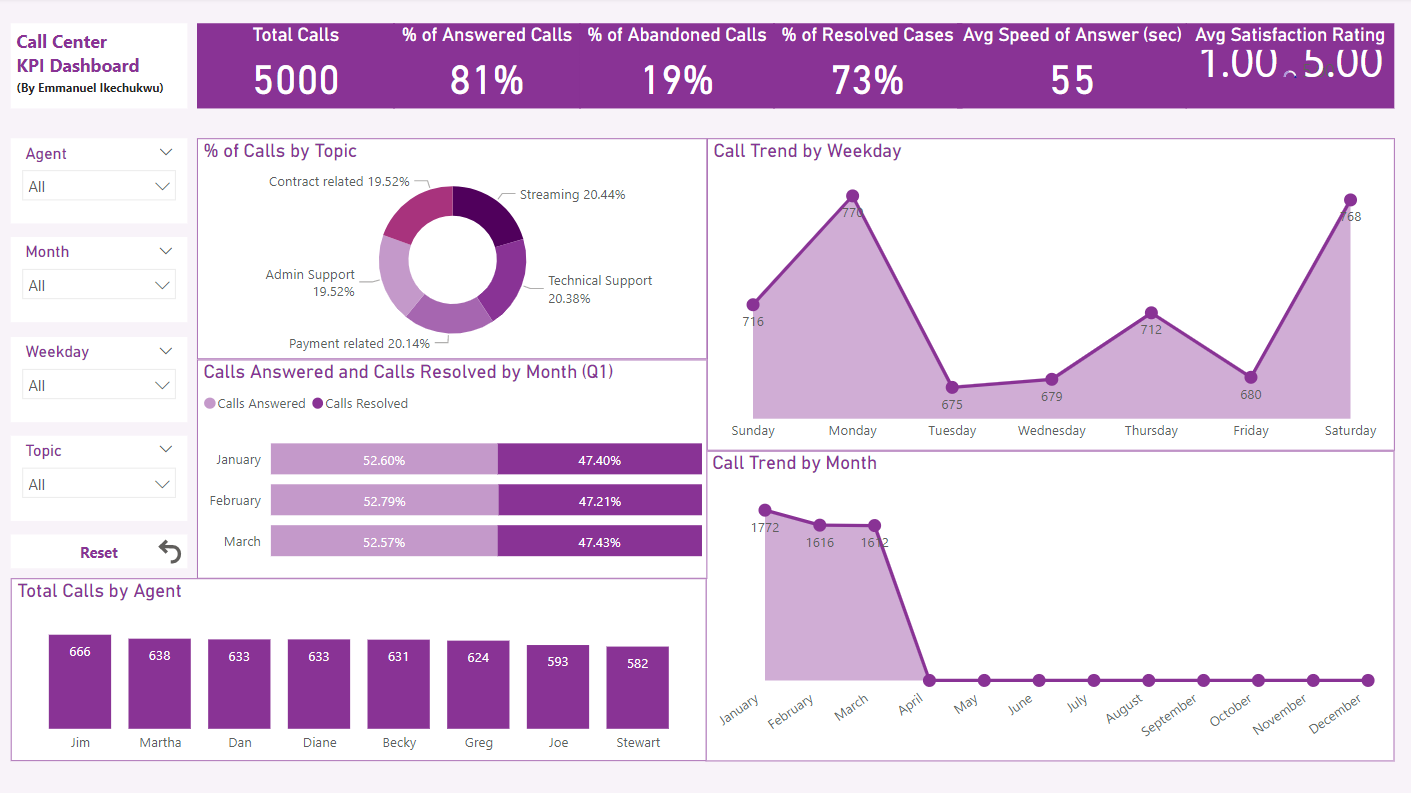 Call Center
KPI Dashboard
(By Emmanuel Ikechukwu)
Total Calls
5000
% of Answered Calls
81%
% of Abandoned Calls
19%
% of Resolved Cases
73%
Avg Speed of Answer (sec)
55
Avg Satisfaction Rating
1.00
5.00
Agent
All
Month
All
Weekday
All
Topic
All
Reset
% of Calls by Topic
Contract related 19.52%
Streaming 20.44%
Admin Support
19.52%
Technical Support
20.38%
Payment related 20.14%
Calls Answered and Calls Resolved by Month (Q1)
Calls Answered
Calls Resolved
January
52.60%
47.40%
February
52.79%
47.21%
March
52.57%
47.43%
Total Calls by Agent
666
638
633
633
631
624
593
582
Jim
Martha
Dan
Diane
Becky
Greg
Joe
Stewart
Call Trend by Weekday
716
770
675
679
712
680
768
Sunday
Monday
Tuesday
Wednesday
Thursday
Friday
Saturday
Call Trend by Month
1772
1616
1612
January
February
March
April
May
June
July
August
September
October
November
December